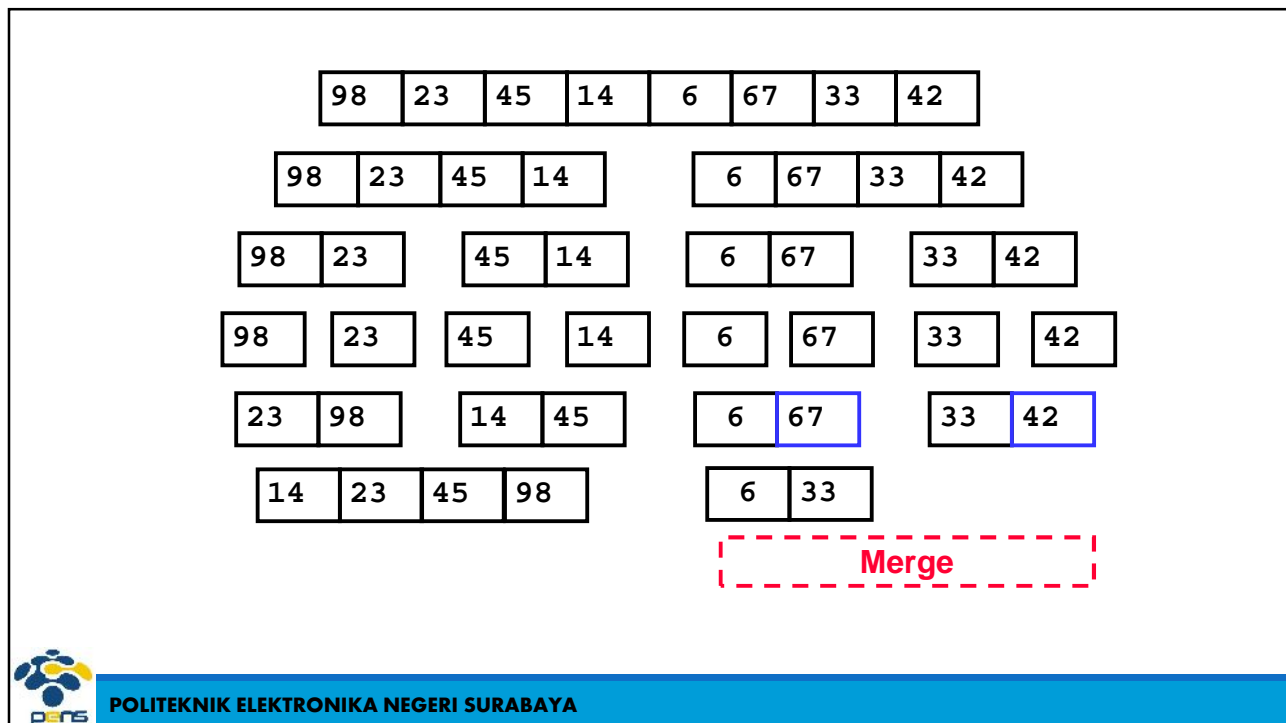 98 23 45 14 6 67 33 42
98 23 45 14 6 67 33 42
98 23 45 14 6 67 33 42
98 23 45 14 6 67 33 42
23 98 14 45 6 67 33 42
14 23 45 98 6 33
Merge
PENS
POLITEKNIK ELEKTRONIKA NEGERI SURABAYA